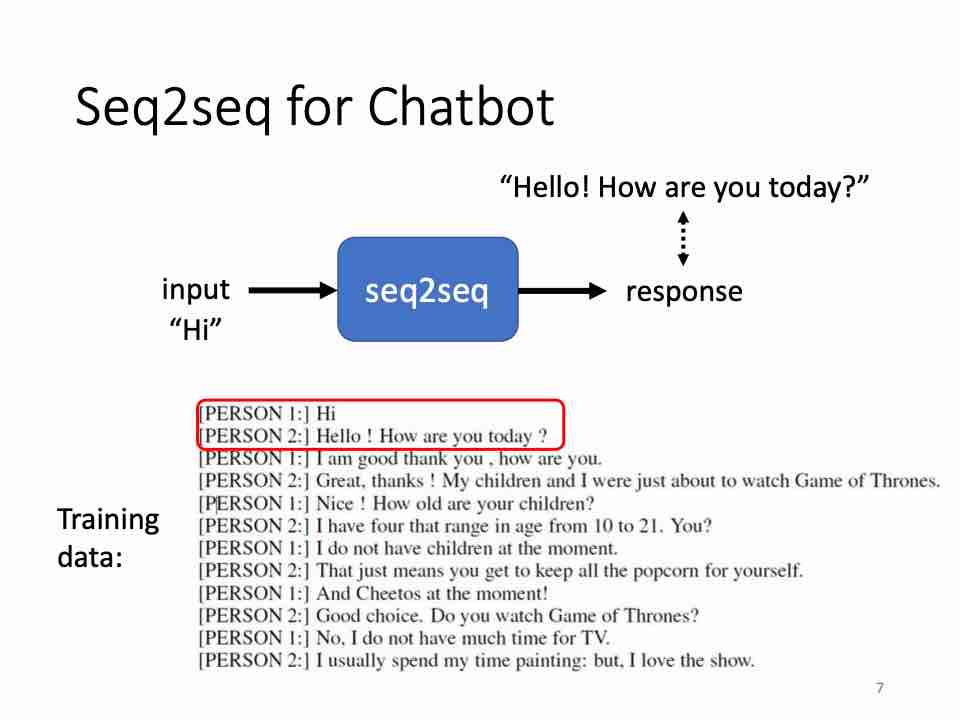 Seq2seq for Chatbot
“Hello! How are you today?”
input
seq2seq
response
“Hi”
[PERSON 1:] Hi
[PERSON 2:] Hello ! How are you today ?
[PERSON 1:] I am good thank you , how are you.
[PERSON 2:] Great, thanks ! My children and I were just about to watch Game of Thrones.
[PERSON 1:] Nice ! How old are your children?
[PERSON 2:] I have four that range in age from 10 to 21. You?
[PERSON 1:] I do not have children at the moment.
[PERSON 2:] That just means you get to keep all the popcorn for yourself.
[PERSON 1:] And Cheetos at the moment!
[PERSON 2:] Good choice. Do you watch Game of Thrones?
[PERSON 1:] No, I do not have much time for TV.
[PERSON 2:] I usually spend my time painting: but, I love the show.
Training
data:
7